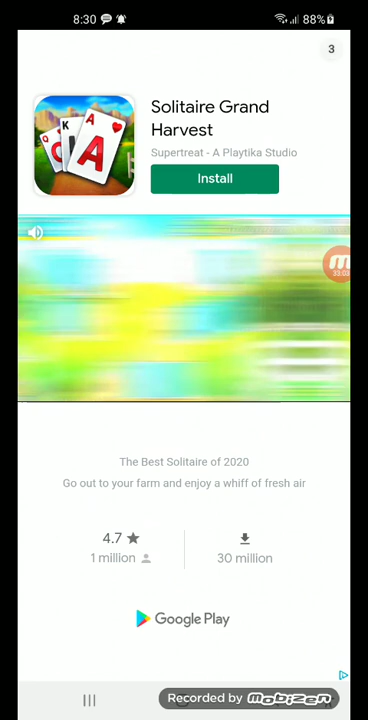 8:30
88%
3
Solitaire Grand
Harvest
Supertreat - A Playtika Studio
Install
33:03
The Best Solitaire of 2020
Go out to your farm and enjoy a whiff of fresh air
4.7
1 million
30 million
Google Play
Recorded by mobizen